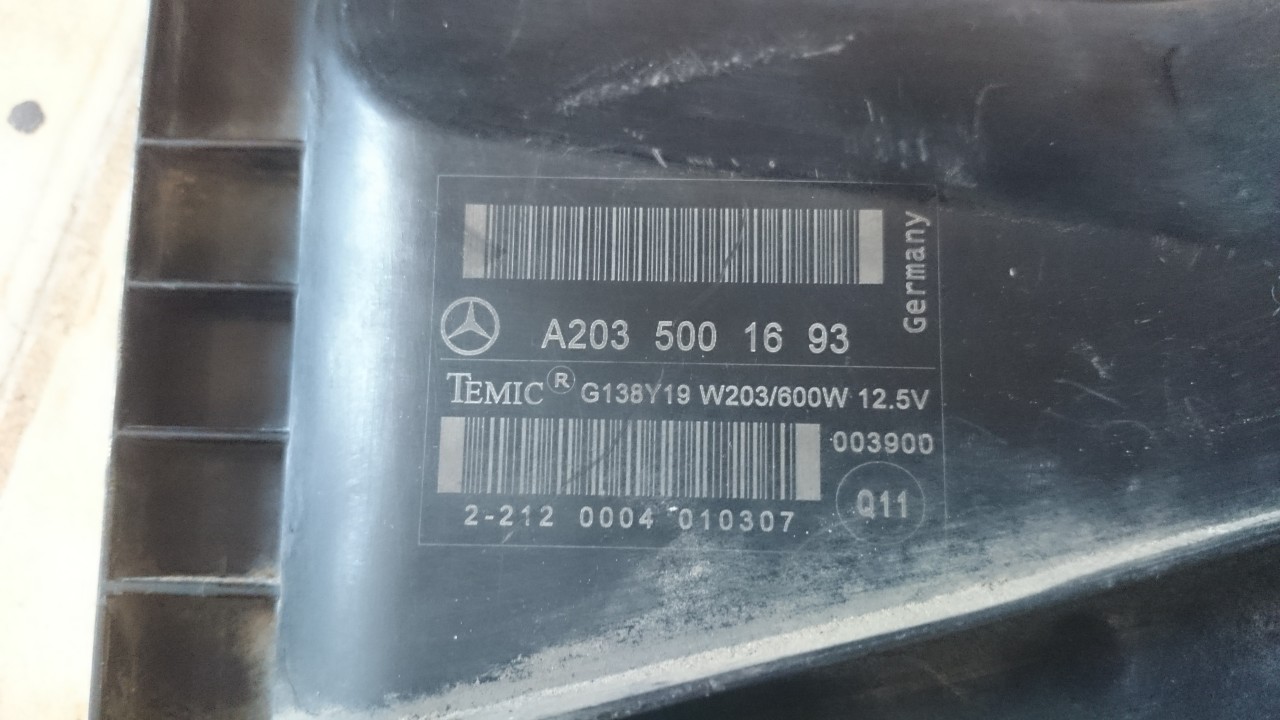 Germany
A203 500 16 93
TEMIC® G138Y19 W203/600W 12.5V
003900
2-212 0004 010307
Q11